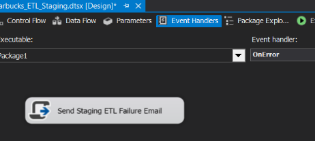 arbucks_ETL_Staging.dtsx [Design]*
Control Flow Data Flow Parameters Event Handlers Package Explo... E
xecutable: Event handler:
Package1 OnError
Send Staging ETL Failure Email